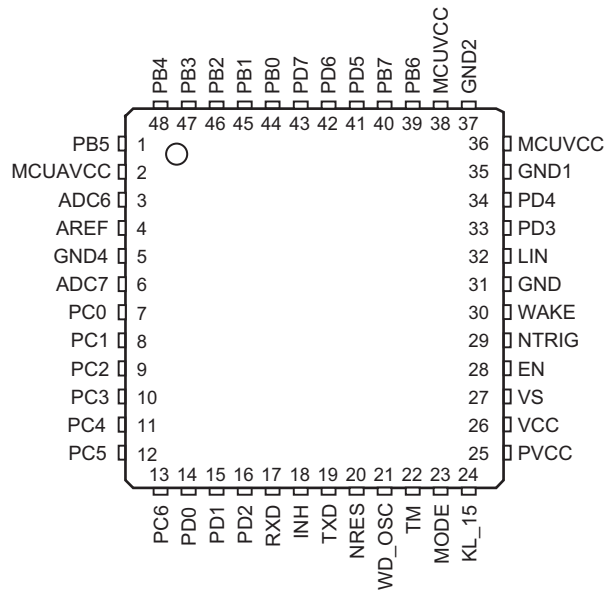 PB4 PB3 PB2 PB1 PB0 PD7 PD6 PD5 PB7 PB6 MCUVCC GND2
48 47 46 45 44 43 42 41 40 39 38 37
PB5 1 36 MCUVCC
MCUAVCC 2 35 GND1
ADC6 3 34 PD4
AREF 4 33 PD3
GND4 5 32 LIN
ADC7 6 31 GND
PC0 7 30 WAKE
PC1 8 29 NTRIG
PC2 9 28 EN
PC3 10 27 VS
PC4 11 26 VCC
PC5 12 25 PVCC
13 14 15 16 17 18 19 20 21 22 23 24
PC6 PD0 PD1 PD2 RXD INH TXD NRES WD_OSC TM MODE KL_15